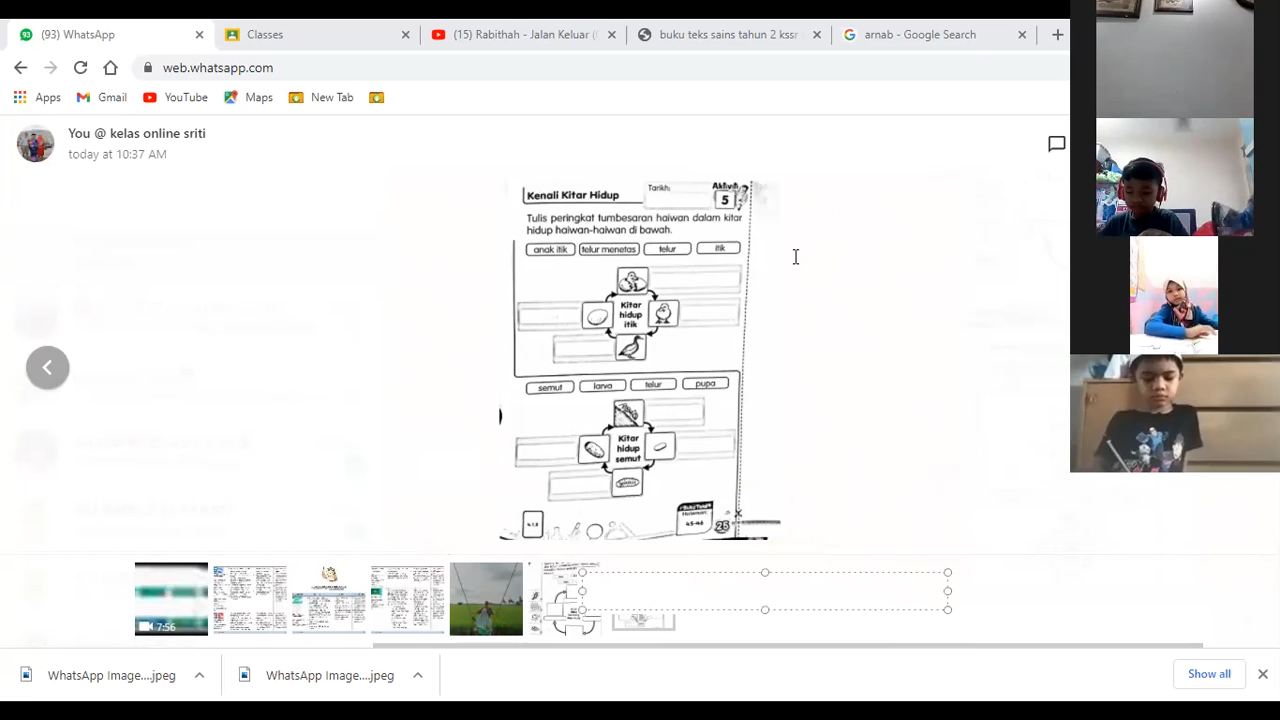 (93) WhatsApp
Classes
(15) Rabithah - Jalan Keluar (
buku teks sains tahun 2 kssr
arnab - Google Search
web.whatsapp.com
Apps
Gmail
YouTube
Maps
New Tab
You @ kelas online sriti
today at 10:37 AM
Kenali Kitar Hidup
Tarikh:
Aktiviti
5
Tulis peringkat tumbesaran haiwan dalam kitar
hidup haiwan-haiwan di bawah.
anak itik
telur menetas
telur
itik
Kitar
hidup
itik
semut
larva
telur
pupa
Kitar
hidup
semut
45-46
25
7:56
WhatsApp Image....jpeg
WhatsApp Image....jpeg
Show all